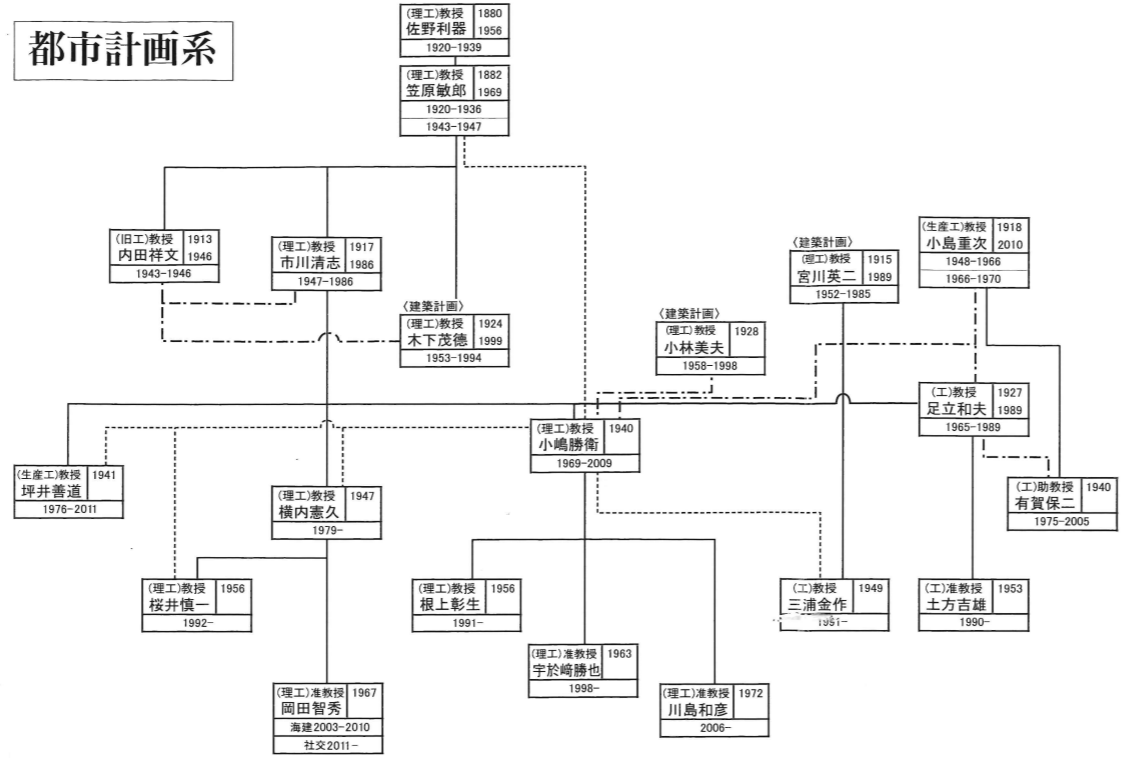 都市計画系
(理工)教授 1880
佐野利器 1956
1920-1939
(理工)教授 1882
笠原敏郎 1969
1920-1936
1943-1947
(旧工)教授 1913
内田祥文 1946
1943-1946
(理工)教授 1917
市川清志 1986
1947-1986
〈建築計画〉
(理工)教授 1924
木下茂徳 1999
1953-1994
〈建築計画〉
(理工)教授 1928
小林美夫
1958-1998
〈建築計画〉
(理工)教授 1915
宮川英二 1989
1952-1985
(生産工)教授 1918
小島重次 2010
1948-1966
1966-1970
(工)教授 1927
足立和夫 1989
1965-1989
(理工)教授 1940
小嶋勝衛
1969-2009
(生産工)教授 1941
坪井善道
1976-2011
(理工)教授 1947
横内憲久
1979-
(工)助教授 1940
有賀保二
1975-2005
(理工)教授 1956
桜井慎一
1992-
(理工)教授 1956
根上彰生
1991-
(工)教授 1949
三浦金作
1991-
(工)准教授 1953
土方吉雄
1990-
(理工)准教授 1963
宇於﨑勝也
1998-
(理工)准教授 1967
岡田智秀
海建2003-2010
社交2011-
(理工)准教授 1972
川島和彦
2006-